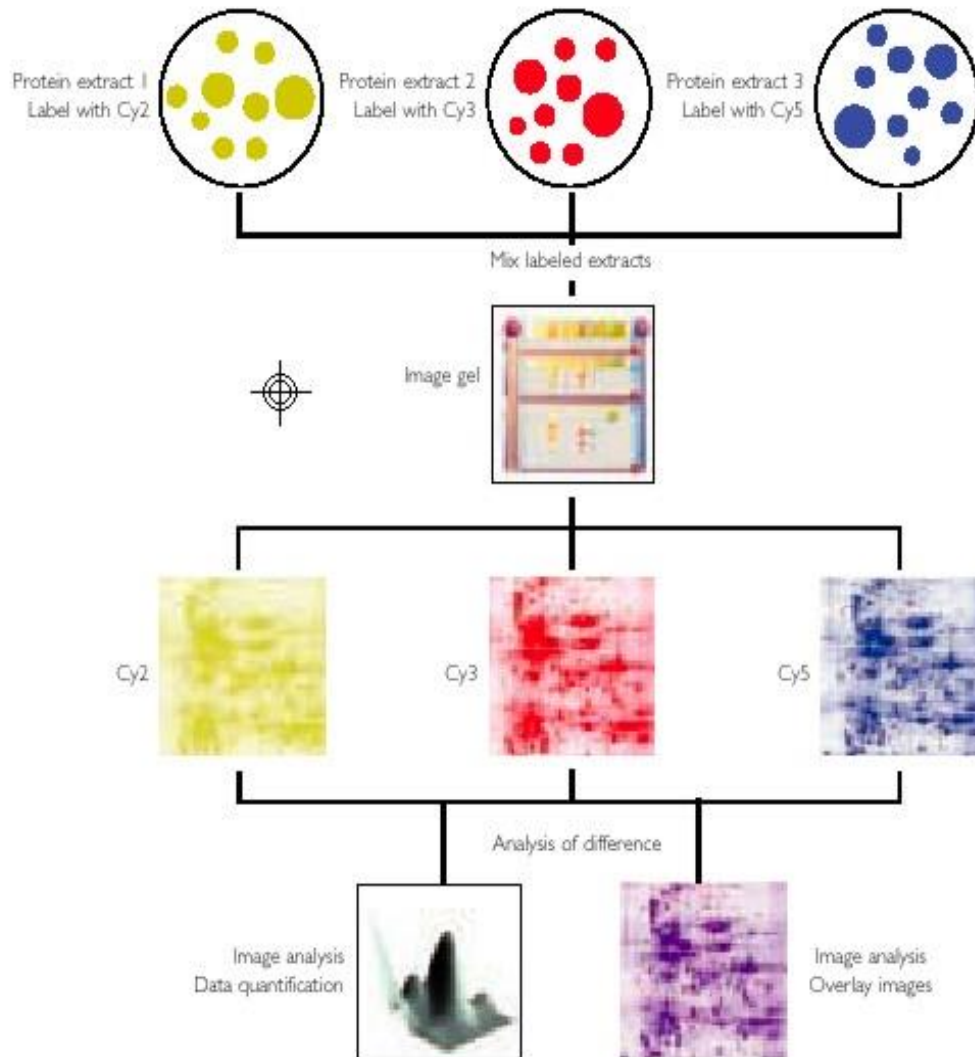 Protein extract 1
Label with Cy2
Protein extract 2
Label with Cy3
Protein extract 3
Label with Cy5
Mix labeled extracts
Image gel
Cy2
Cy3
Cy5
Analysis of difference
Image analysis
Data quantification
Image analysis
Overlay images